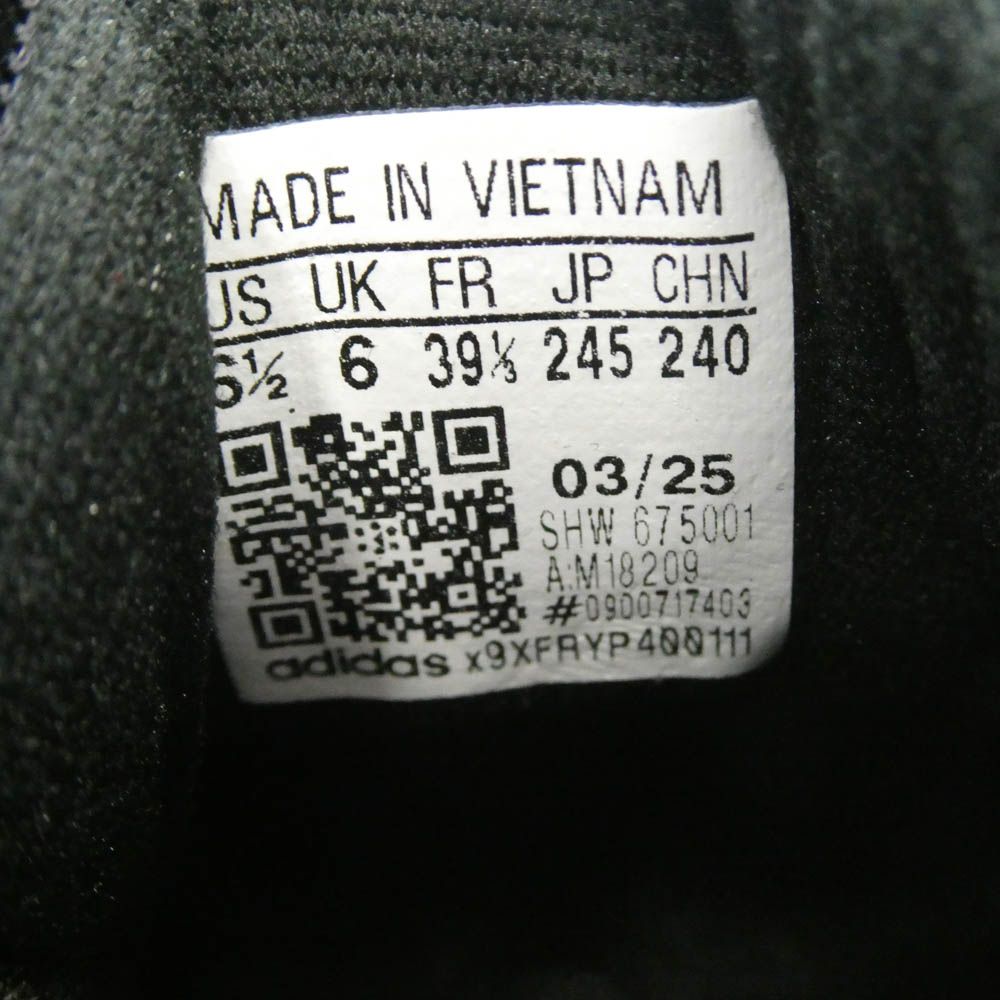 MADE IN VIETNAM
US UK FR JP CHN
6½ 6 39⅓ 245 240
03/25
SHW 675001
A:M18209
#0900717403
adidas x9XFRYP400111